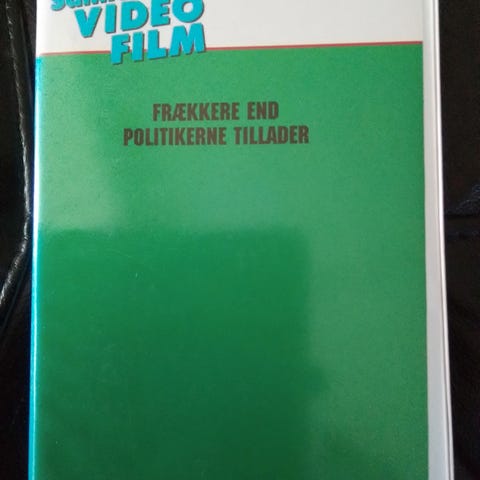 VIDEO
FILM
FRÆKKERE END
POLITIKERNE TILLADER